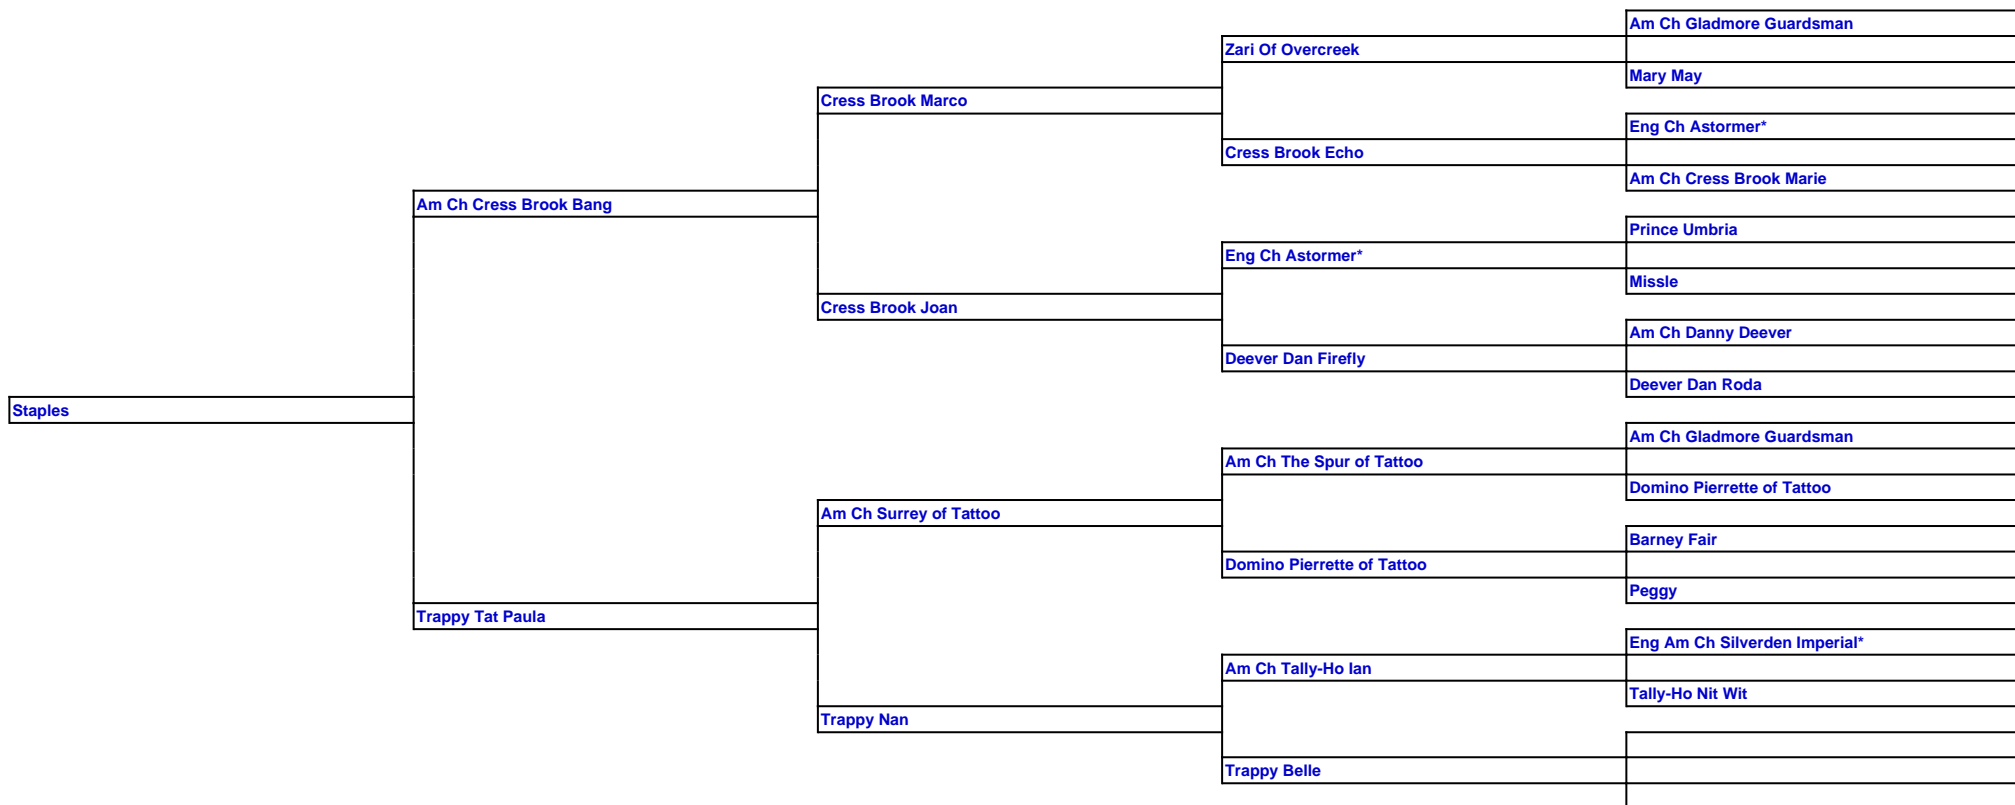 Am Ch Gladmore Guardsman
Zari Of Overcreek
Mary May
Cress Brook Marco
Eng Ch Astormer*
Cress Brook Echo
Am Ch Cress Brook Marie
Am Ch Cress Brook Bang
Prince Umbria
Eng Ch Astormer*
Missle
Cress Brook Joan
Am Ch Danny Deever
Deever Dan Firefly
Deever Dan Roda
Staples
Am Ch Gladmore Guardsman
Am Ch The Spur of Tattoo
Domino Pierrette of Tattoo
Am Ch Surrey of Tattoo
Barney Fair
Domino Pierrette of Tattoo
Peggy
Trappy Tat Paula
Eng Am Ch Silverden Imperial*
Am Ch Tally-Ho Ian
Tally-Ho Nit Wit
Trappy Nan
Trappy Belle